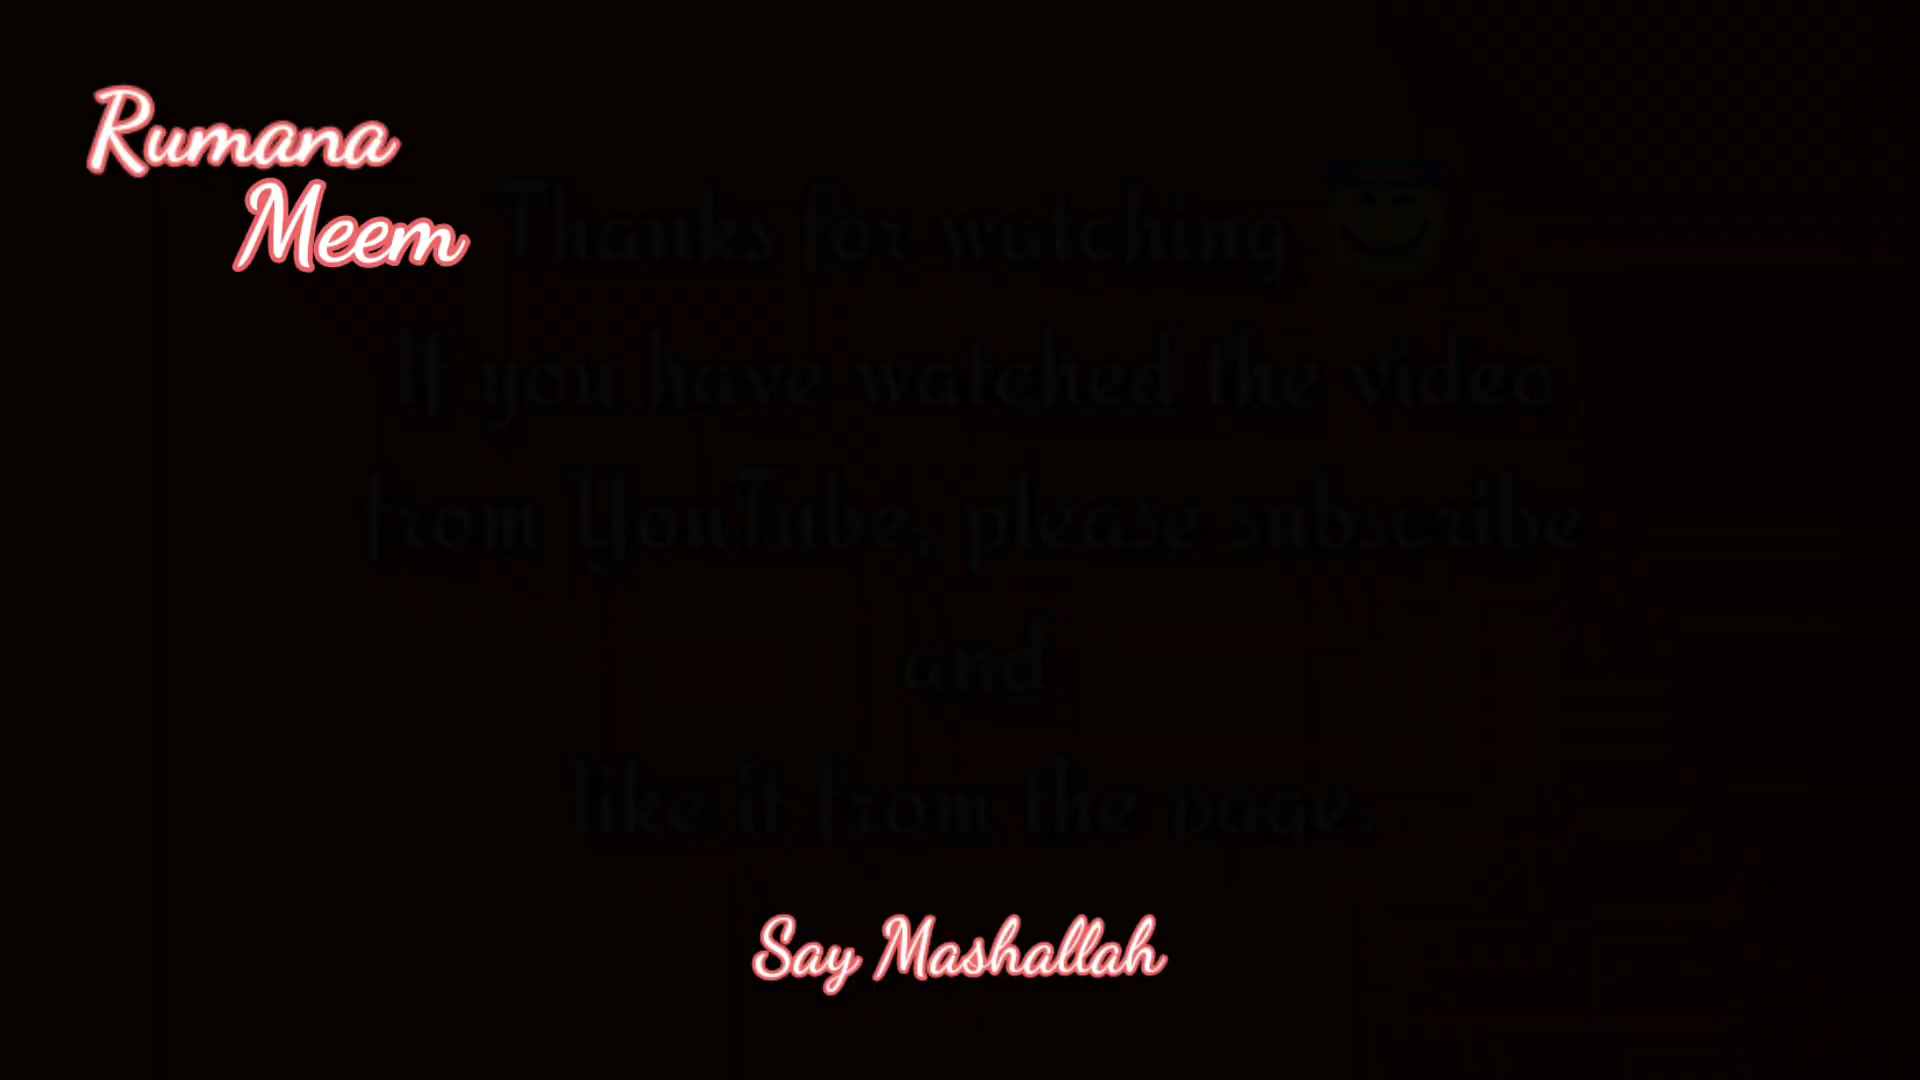 Rumana
Meem
Thanks for watching.
If you have watched the video
from YouTube, please subscribe
and
like it from the page.
Say Mashallah